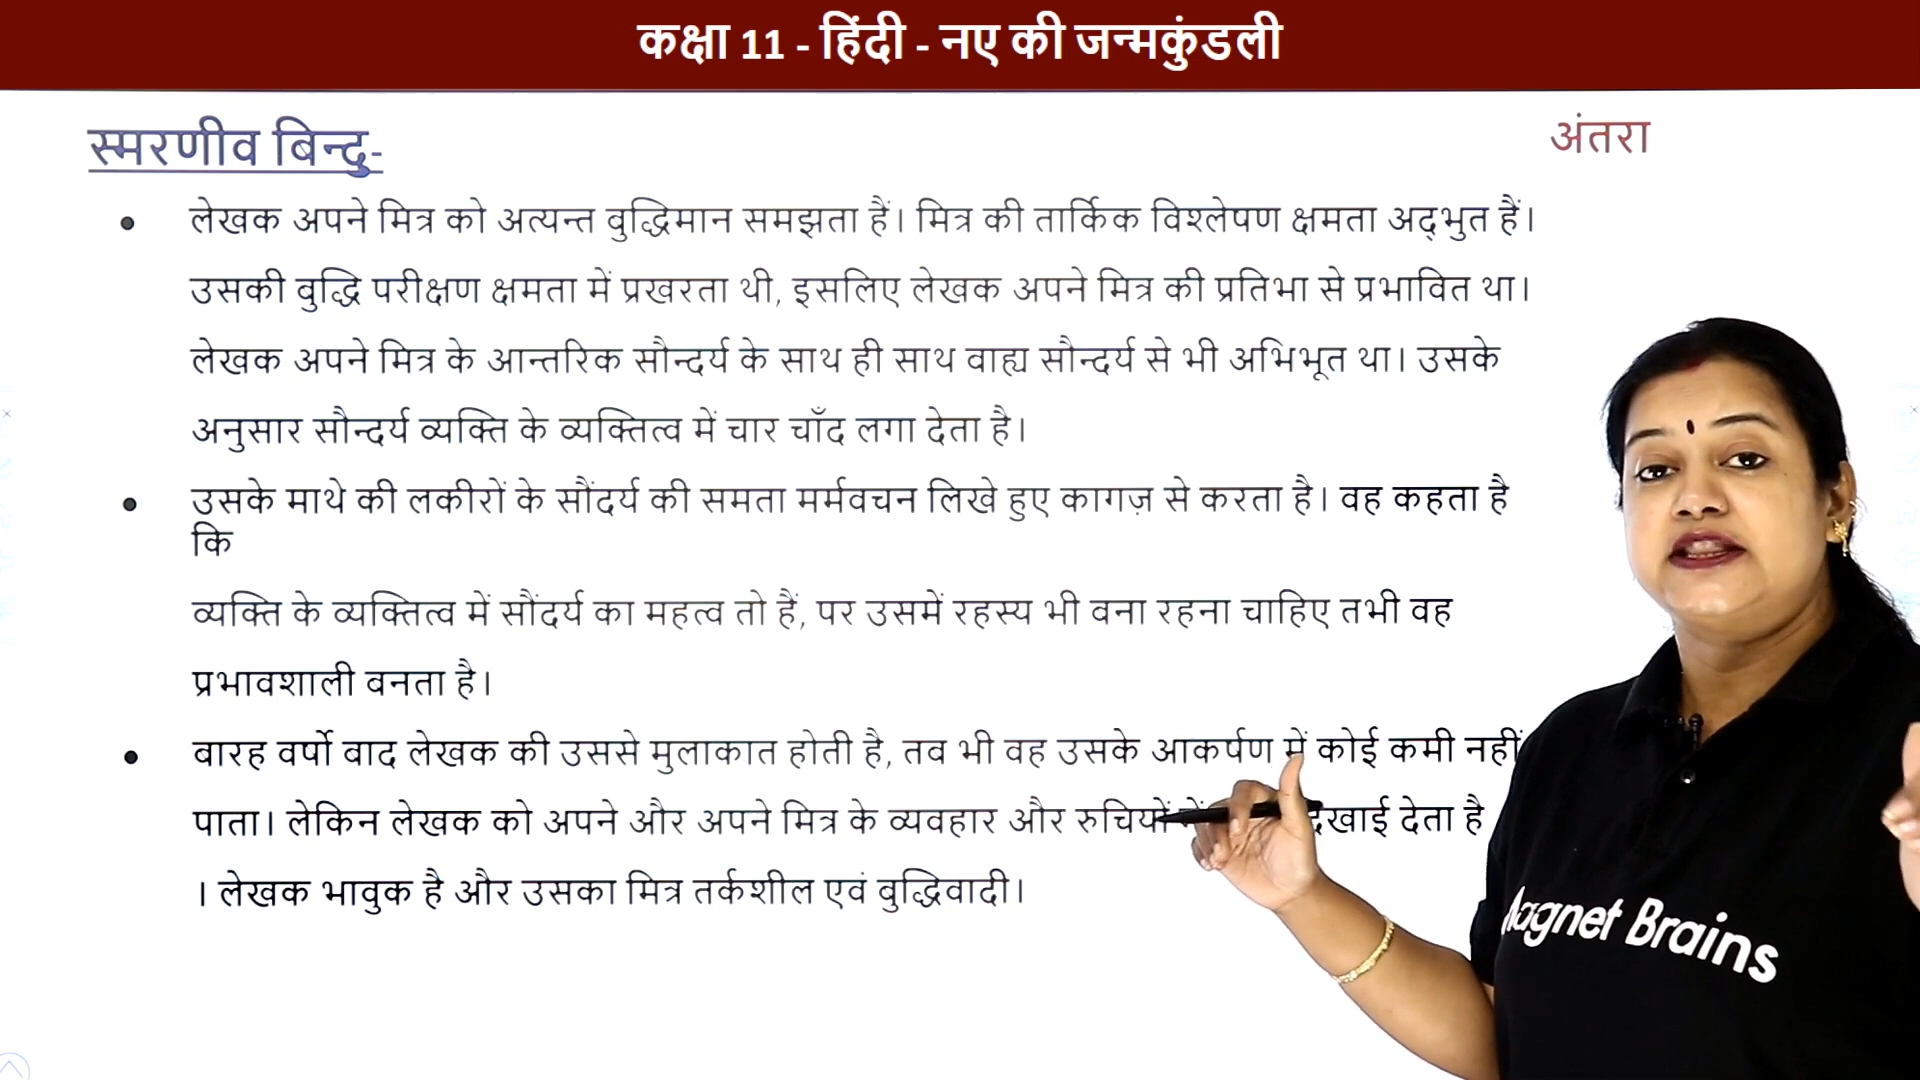 कक्षा 11 - हिंदी - नए की जन्मकुंडली
स्मरणीव बिन्दु-
अंतरा
लेखक अपने मित्र को अत्यन्त वुद्धिमान समझता हैं। मित्र की तार्किक विश्लेषण क्षमता अद्भुत हैं।
उसकी वुद्धि परीक्षण क्षमता में प्रखरता थी, इसलिए लेखक अपने मित्र की प्रतिभा से प्रभावित था।
लेखक अपने मित्र के आन्तरिक सौन्दर्य के साथ ही साथ वाह्य सौन्दर्य से भी अभिभूत था। उसके
अनुसार सौन्दर्य व्यक्ति के व्यक्तित्व में चार चाँद लगा देता है।
उसके माथे की लकीरों के सौंदर्य की समता मर्मवचन लिखे हुए कागज़ से करता है। वह कहता है
कि
व्यक्ति के व्यक्तित्व में सौंदर्य का महत्व तो हैं, पर उसमें रहस्य भी वना रहना चाहिए तभी वह
प्रभावशाली वनता है।
वारह वर्षो वाद लेखक की उससे मुलाकात होती है, तव भी वह उसके आकर्षण में कोई कमी नहीं
पाता। लेकिन लेखक को अपने और अपने मित्र के व्यवहार और रुचियों दिखाई देता है
। लेखक भावुक है और उसका मित्र तर्कशील एवं वुद्धिवादी।
Magnet Brains